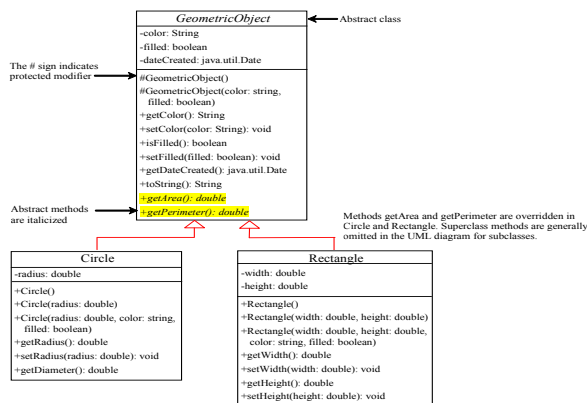 GeometricObject
Abstract class
-color: String
-filled: boolean
-dateCreated: java.util.Date
The # sign indicates
protected modifier
#GeometricObject()
#GeometricObject(color: string,
filled: boolean)
+getColor(): String
+setColor(color: String): void
+isFilled(): boolean
+setFilled(filled: boolean): void
+getDateCreated(): java.util.Date
+toString(): String
+getArea(): double
+getPerimeter(): double
Abstract methods
are italicized
Methods getArea and getPerimeter are overridden in
Circle and Rectangle. Superclass methods are generally
omitted in the UML diagram for subclasses.
Circle
-radius: double
+Circle()
+Circle(radius: double)
+Circle(radius: double, color: string,
filled: boolean)
+getRadius(): double
+setRadius(radius: double): void
+getDiameter(): double
Rectangle
-width: double
-height: double
+Rectangle()
+Rectangle(width: double, height: double)
+Rectangle(width: double, height: double,
color: string, filled: boolean)
+getWidth(): double
+setWidth(width: double): void
+getHeight(): double
+setHeight(height: double): void